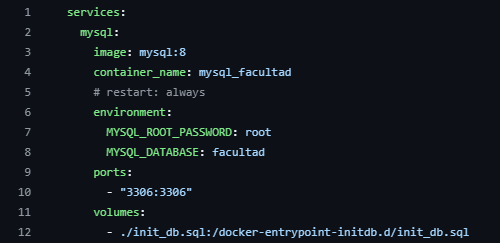 1 services:
2   mysql:
3     image: mysql:8
4     container_name: mysql_facultad
5     # restart: always
6     environment:
7       MYSQL_ROOT_PASSWORD: root
8       MYSQL_DATABASE: facultad
9     ports:
10       - "3306:3306"
11     volumes:
12       - ./init_db.sql:/docker-entrypoint-initdb.d/init_db.sql